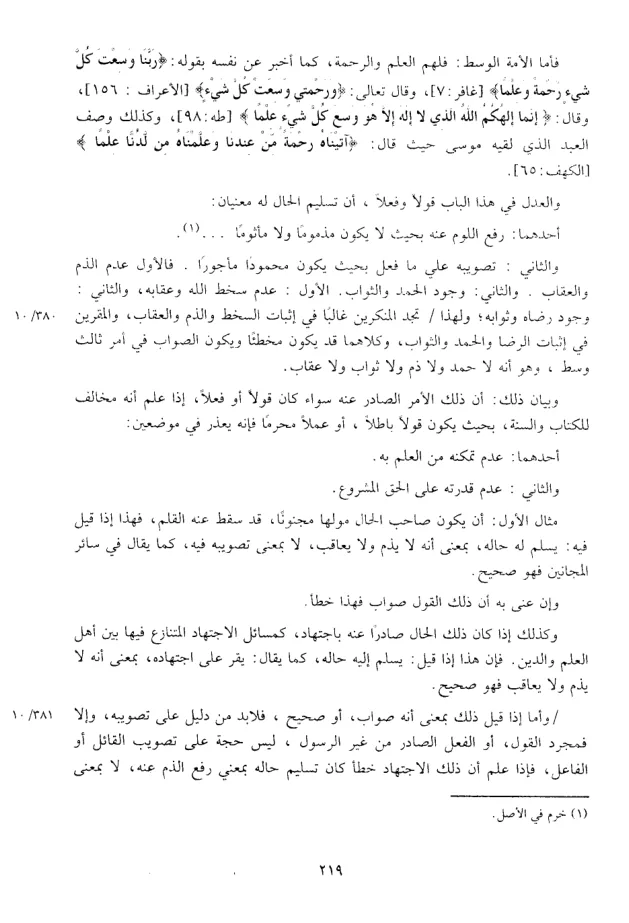 فأما الأمة الوسط: فلهم العلم والرحمة، كما أخبر عن نفسه بقوله: ﴿رَبَّنَا وَسِعْتَ كُلَّ
شَيْءٍ رَّحْمَةً وَعِلْمًا﴾ [غافر: ٧]، وقال تعالى: ﴿وَرَحْمَتِي وَسِعَتْ كُلَّ شَيْءٍ﴾ [الأعراف : ١٥٦]،
وقال: ﴿ إِنَّمَا إِلَهُكُمُ اللَّهُ الَّذِي لا إِلَهَ إِلاَّ هُوَ وَسِعَ كُلَّ شَيْءٍ عِلْمًا ﴾ [طه: ٩٨]، وكذلك وصف
العبد الذي لقيه موسى حيث قال: ﴿آتَيْنَاهُ رَحْمَةً مِّنْ عِندِنَا وَعَلَّمْنَاهُ مِن لَّدُنَّا عِلْمًا ﴾
[الكهف: ٦٥].
والعدل في هذا الباب قولاً وفعلاً ، أن تسليم الحال له معنيان:
أحدهما: رفع اللوم عنه بحيث لا يكون مذمومًا ولا مأثومًا ...(١).
والثاني : تصويبه علي ما فعل بحيث يكون محمودًا مأجورًا . فالأول عدم الذم
والعقاب . والثاني: وجود الحمد والثواب. الأول : عدم سخط الله وعقابه، والثاني :
وجود رضاه وثوابه؛ ولهذا / تجد المنكرين غالبًا في إثبات السخط والذم والعقاب، والمقرين ١٠/٣٨٠
في إثبات الرضا والحمد والثواب، وكلاهما قد يكون مخطئًا ويكون الصواب في أمر ثالث
وسط ، وهو أنه لا حمد ولا ذم ولا ثواب ولا عقاب.
وبيان ذلك: أن ذلك الأمر الصادر عنه سواء كان قولاً أو فعلاً، إذا علم أنه مخالف
للكتاب والسنة، بحيث يكون قولاً باطلاً ، أو عملاً محرمًا فإنه يعذر في موضعين:
أحدهما: عدم تمكنه من العلم به.
والثاني : عدم قدرته على الحق المشروع.
مثال الأول: أن يكون صاحب الحال مولها مجنونًا، قد سقط عنه القلم، فهذا إذا قيل
فيه: يسلم له حاله، بمعنى أنه لا يذم ولا يعاقب، لا بمعنى تصويبه فيه، كما يقال في سائر
المجانين فهو صحيح.
وإن عنى به أن ذلك القول صواب فهذا خطأ.
وكذلك إذا كان ذلك الحال صادرًا عنه باجتهاد، كمسائل الاجتهاد المتنازع فيها بين أهل
العلم والدين. فإن هذا إذا قيل: يسلم إليه حاله، كما يقال: يقر على اجتهاده، بمعنى أنه لا
يذم ولا يعاقب فهو صحيح.
/ وأما إذا قيل ذلك بمعنى أنه صواب، أو صحيح ، فلابد من دليل على تصويبه، وإلا ١٠/٣٨١
فمجرد القول، أو الفعل الصادر من غير الرسول ، ليس حجة على تصويب القائل أو
الفاعل، فإذا علم أن ذلك الاجتهاد خطأ كان تسليم حاله بمعني رفع الذم عنه، لا بمعنى
(١) خرم في الأصل.
٢١٩